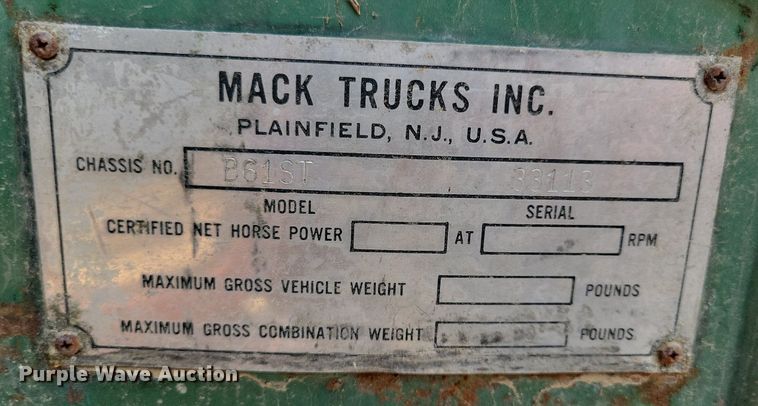 MACK TRUCKS INC.
PLAINFIELD, N.J., U.S.A.
CHASSIS NO. B61ST 33113
MODEL SERIAL
CERTIFIED NET HORSE POWER AT RPM
MAXIMUM GROSS VEHICLE WEIGHT POUNDS
MAXIMUM GROSS COMBINATION WEIGHT POUNDS
Purple Wave Auction